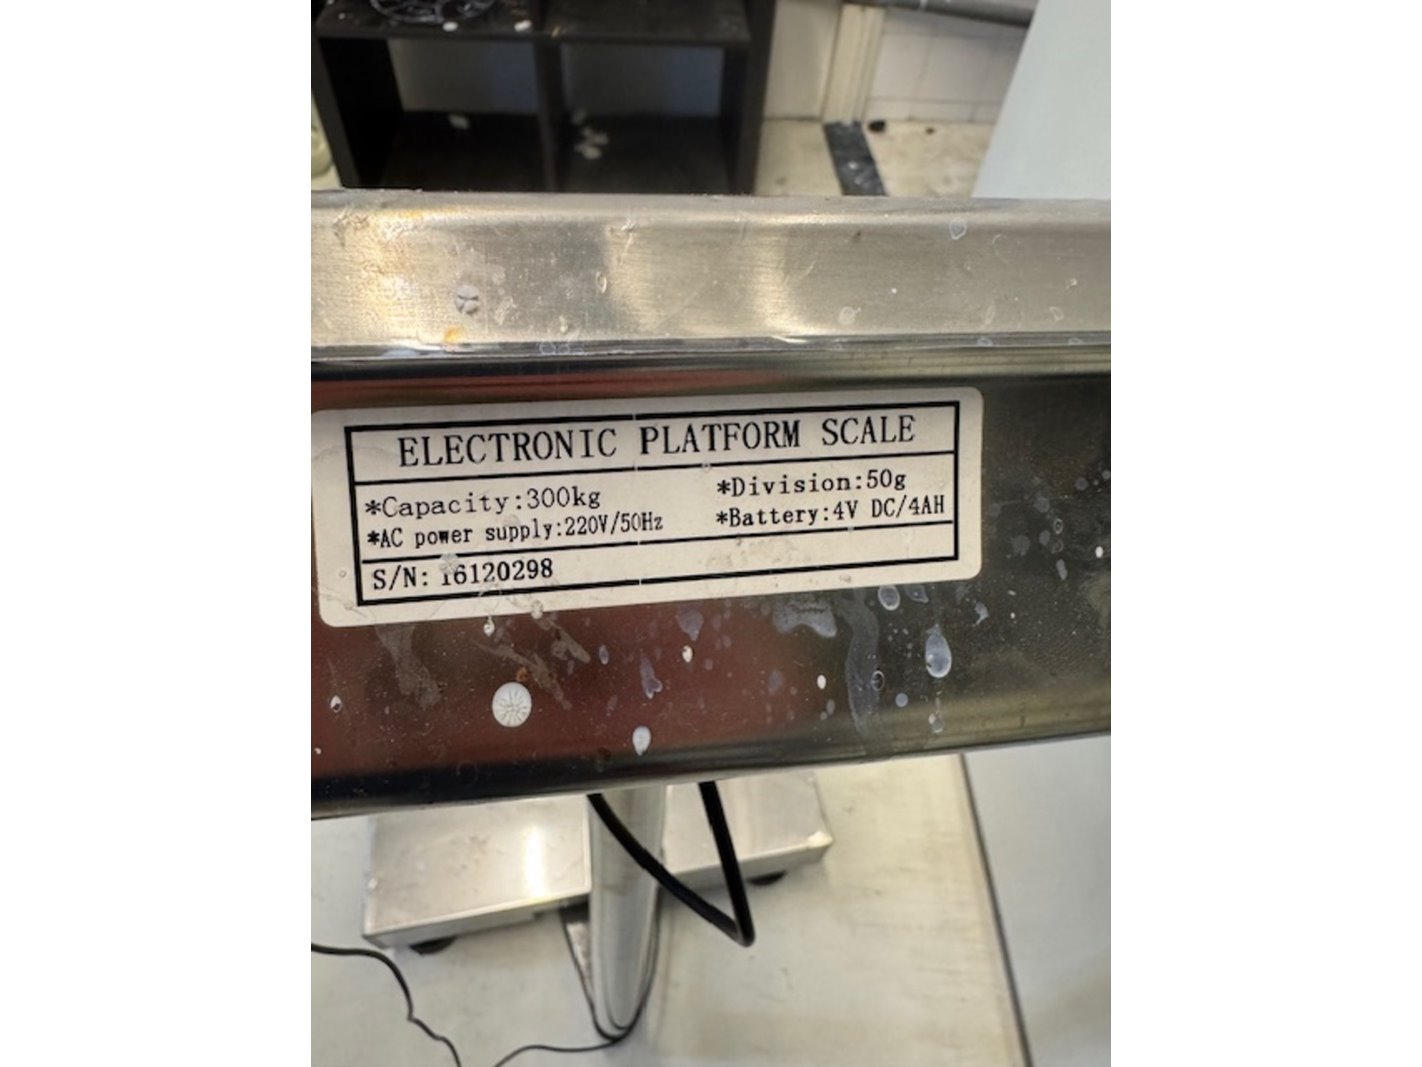 ELECTRONIC PLATFORM SCALE
*Capacity:300kg *Division:50g
*AC power supply:220V/50Hz *Battery:4V DC/4AH
S/N: 16120298